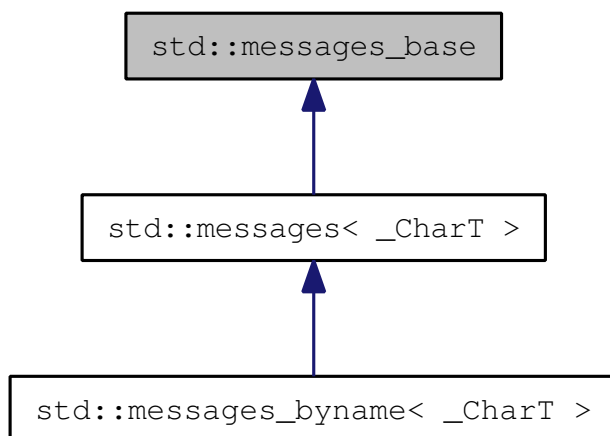 std::messages_base
std::messages< _CharT >
std::messages_byname< _CharT >